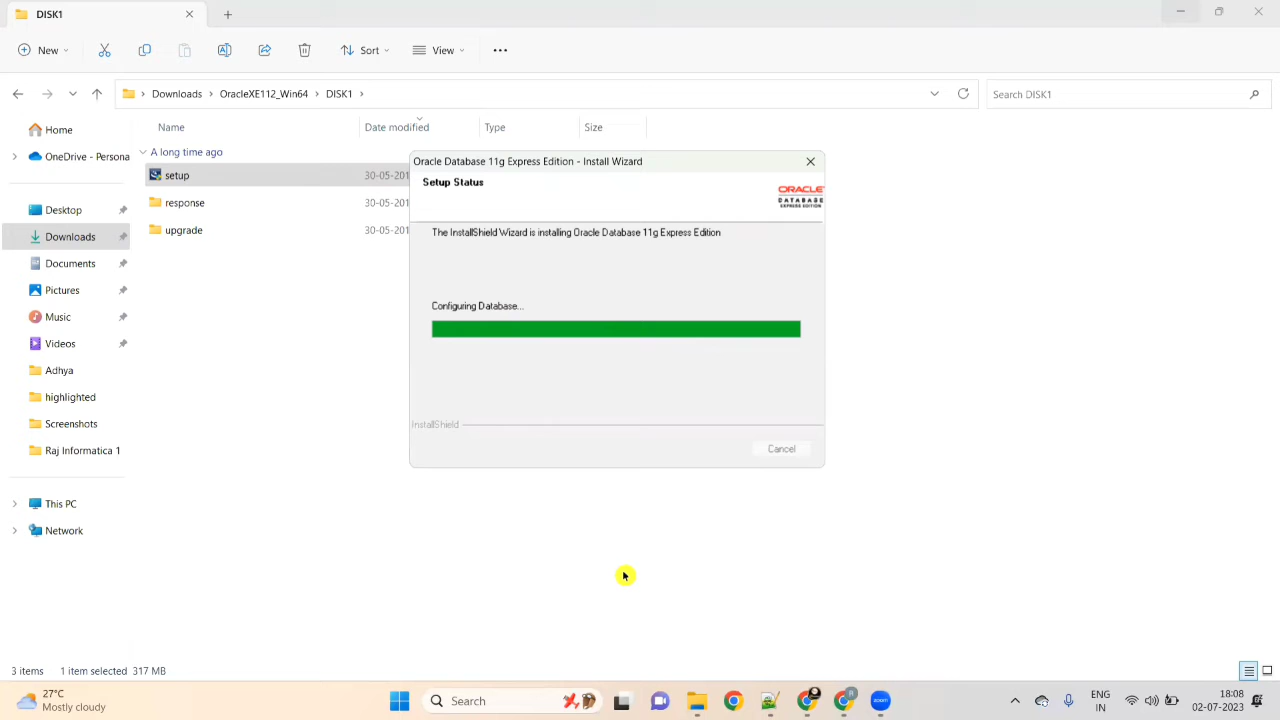 DISK1
New
Sort
View
Downloads
OracleXE112_Win64
DISK1
Search DISK1
Name
Date modified
Type
Size
Home
OneDrive - Persona
A long time ago
setup
30-05-201
response
30-05-201
upgrade
30-05-201
Desktop
Downloads
Documents
Pictures
Music
Videos
Adhya
highlighted
Screenshots
Raj Informatica 1
This PC
Network
Oracle Database 11g Express Edition - Install Wizard
Setup Status
ORACLE
DATABASE
EXPRESS EDITION
The InstallShield Wizard is installing Oracle Database 11g Express Edition
Configuring Database...
InstallShield
Cancel
3 items
1 item selected 317 MB
27°C
Mostly cloudy
Search
ENG
IN
18:08
02-07-2023